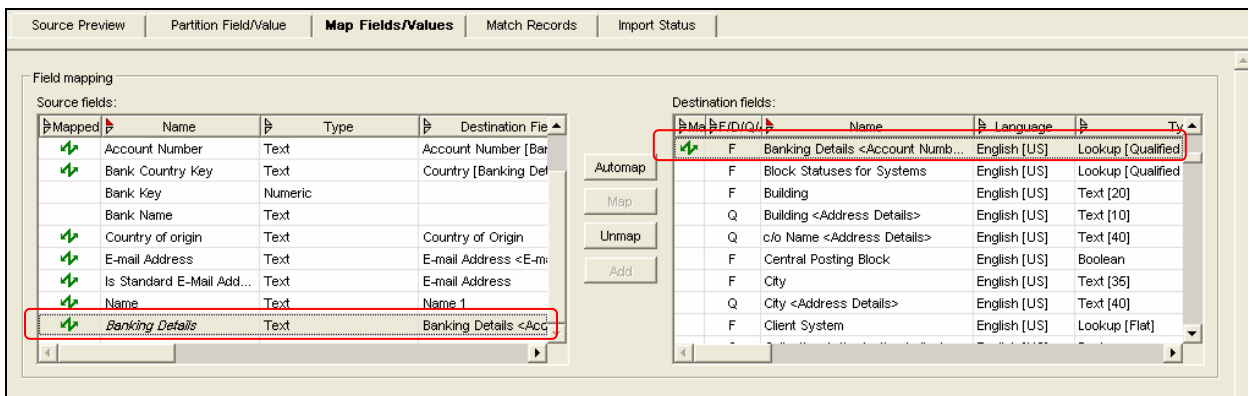 Source Preview Partition Field/Value Map Fields/Values Match Records Import Status
Field mapping
Source fields:
Mapped Name Type Destination Fie
Account Number Text Account Number [Bar
Bank Country Key Text Country [Banking Det
Bank Key Numeric
Bank Name Text
Country of origin Text Country of Origin
E-mail Address Text E-mail Address <E-m
Is Standard E-Mail Add... Text E-mail Address
Name Text Name 1
Banking Details Text Banking Details <Acc
Automap
Map
Unmap
Add
Destination fields:
Ma F/D/Q/ Name Language Ty
F Banking Details <Account Numb... English [US] Lookup [Qualified
F Block Statuses for Systems English [US] Lookup [Qualified
F Building English [US] Text [20]
Q Building <Address Details> English [US] Text [10]
Q c/o Name <Address Details> English [US] Text [40]
F Central Posting Block English [US] Boolean
F City English [US] Text [35]
Q City <Address Details> English [US] Text [40]
F Client System English [US] Lookup [Flat]